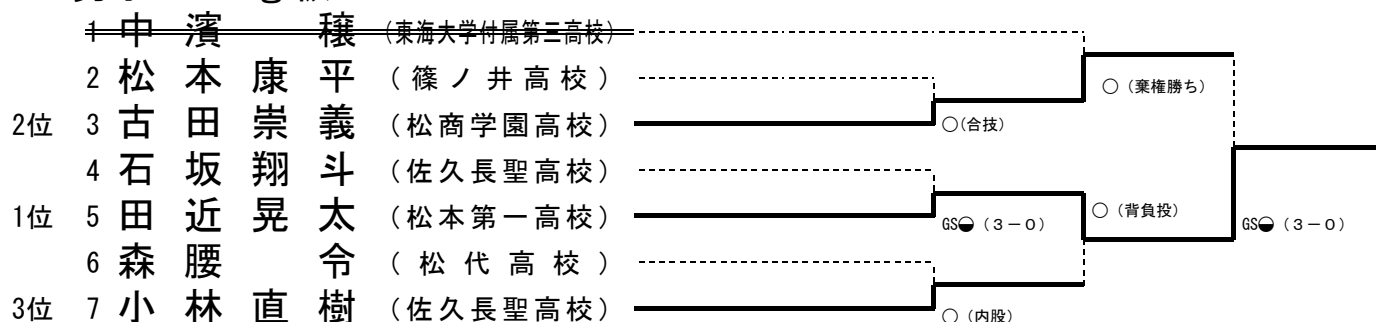 1 中濱 穣 (東海大学付属第三高校)
2 松本康平 (篠ノ井高校)
○ (棄権勝ち)
2位 3 古田崇義 (松商学園高校)
○(合技)
4 石坂翔斗 (佐久長聖高校)
1位 5 田近晃太 (松本第一高校)
GS◒ (3-0)
○ (背負投)
GS◒ (3-0)
6 森腰 令 (松代高校)
3位 7 小林直樹 (佐久長聖高校)
○ (内股)